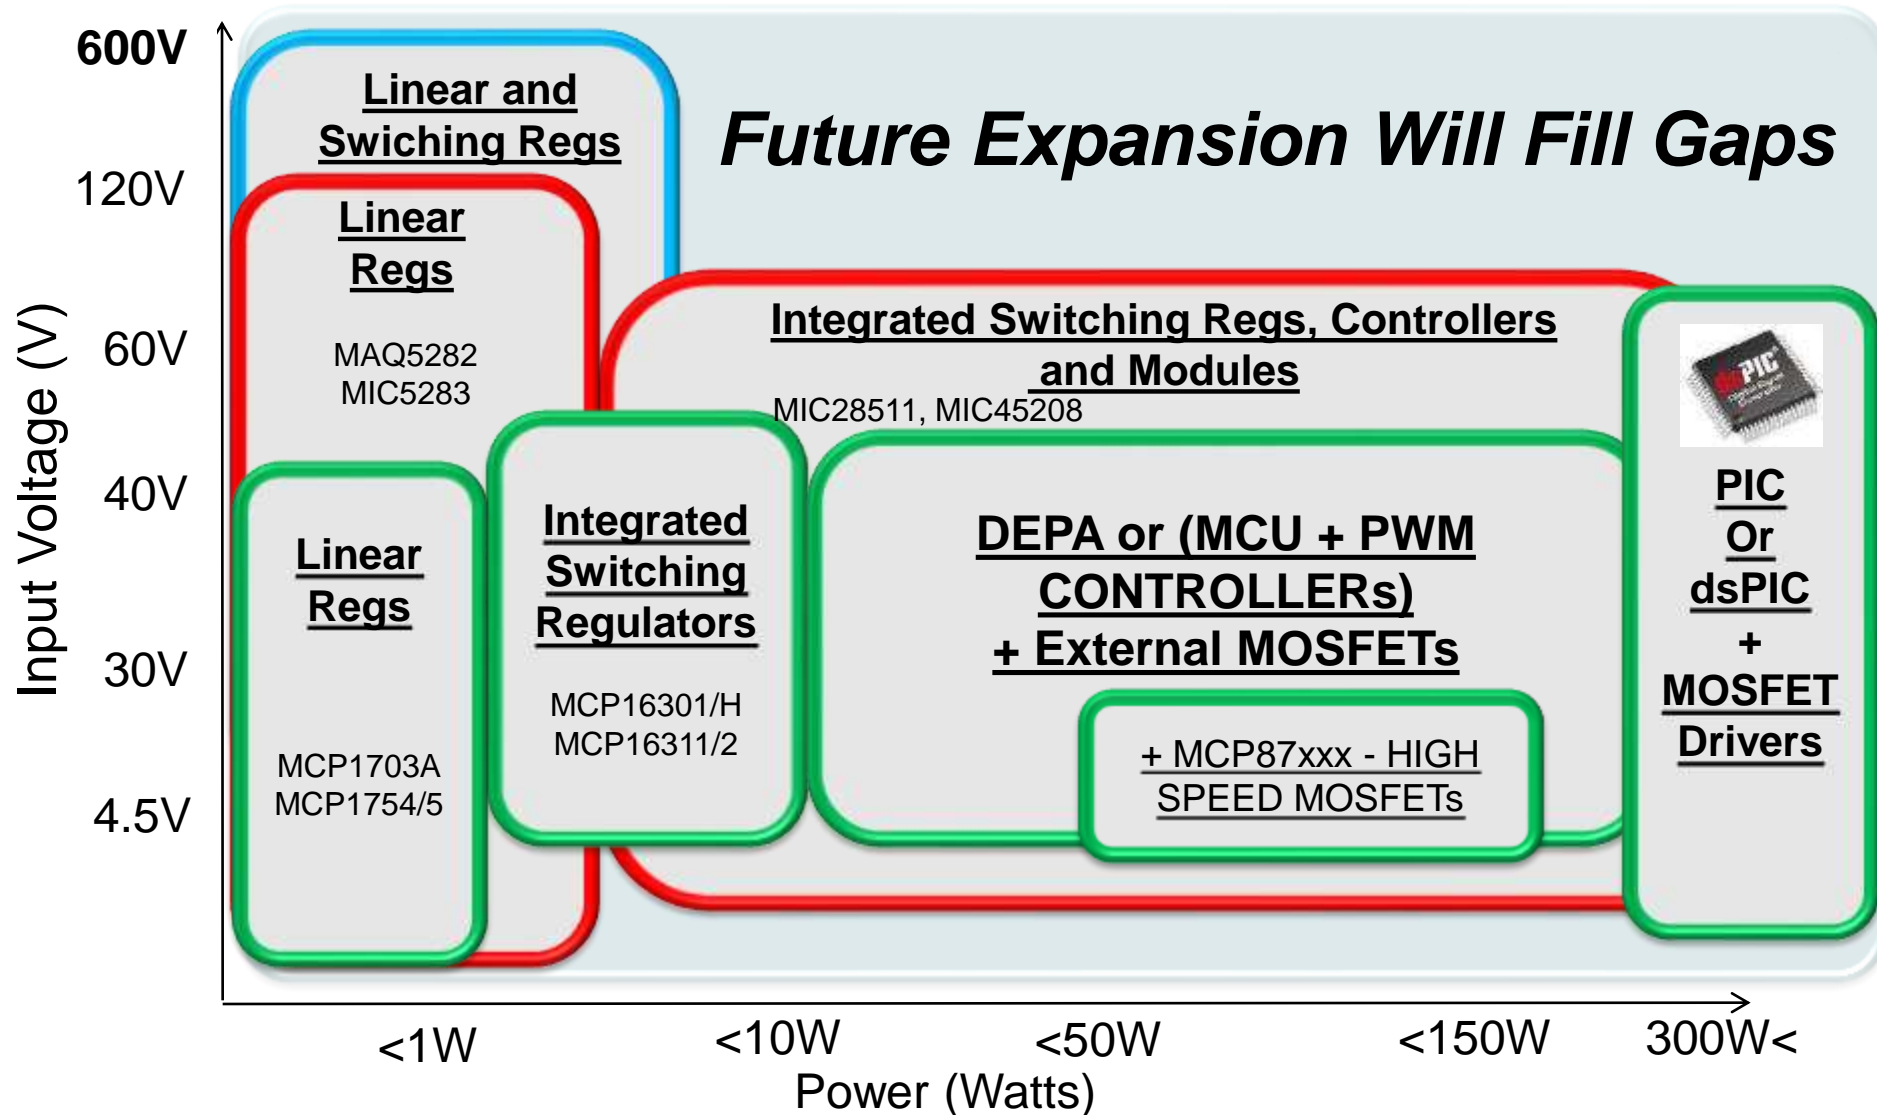 600V
120V
60V
40V
30V
4.5V
Input Voltage (V)
Linear and
Swiching Regs
Future Expansion Will Fill Gaps
Linear
Regs
MAQ5282
MIC5283
Integrated Switching Regs, Controllers
and Modules
MIC28511, MIC45208
Linear
Regs
MCP1703A
MCP1754/5
Integrated
Switching
Regulators
MCP16301/H
MCP16311/2
DEPA or (MCU + PWM
CONTROLLERs)
+ External MOSFETs
+ MCP87xxx - HIGH
SPEED MOSFETs
dsPIC
PIC
Or
dsPIC
+
MOSFET
Drivers
<1W
<10W
<50W
<150W
300W<
Power (Watts)